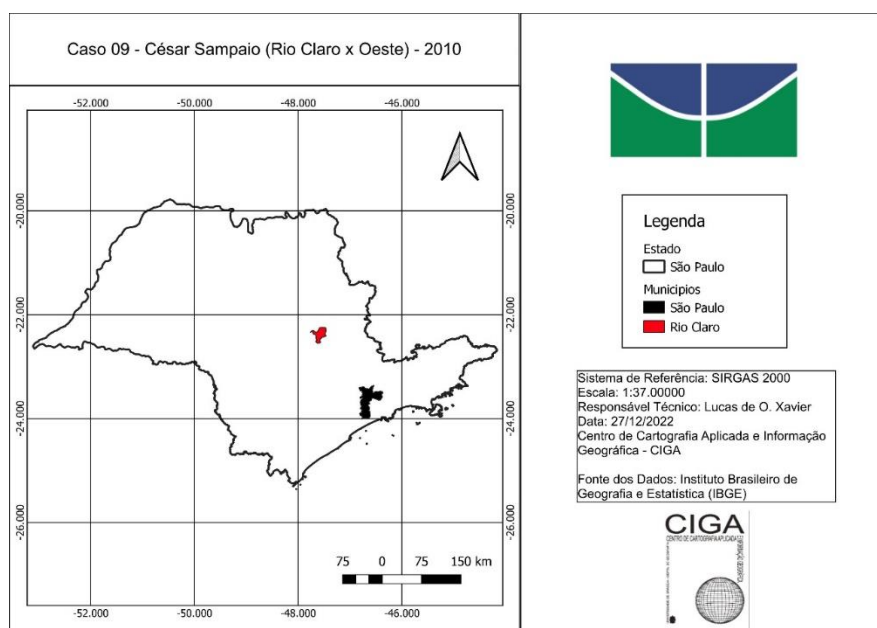 Caso 09 - César Sampaio (Rio Claro x Oeste) - 2010
-52.000 -50.000 -48.000 -46.000
-20.000 -20.000
-22.000 -22.000
-24.000 -24.000
-26.000 -26.000
75 0 75 150 km
-52.000 -50.000 -48.000 -46.000
Legenda
Estado
São Paulo
Municipios
São Paulo
Rio Claro
Sistema de Referência: SIRGAS 2000
Escala: 1:37.00000
Responsável Técnico: Lucas de O. Xavier
Data: 27/12/2022
Centro de Cartografia Aplicada e Informação
Geográfica - CIGA
Fonte dos Dados: Instituto Brasileiro de
Geografia e Estatística (IBGE)
CIGA
CENTRO DE CARTOGRAFIA APLICADA E